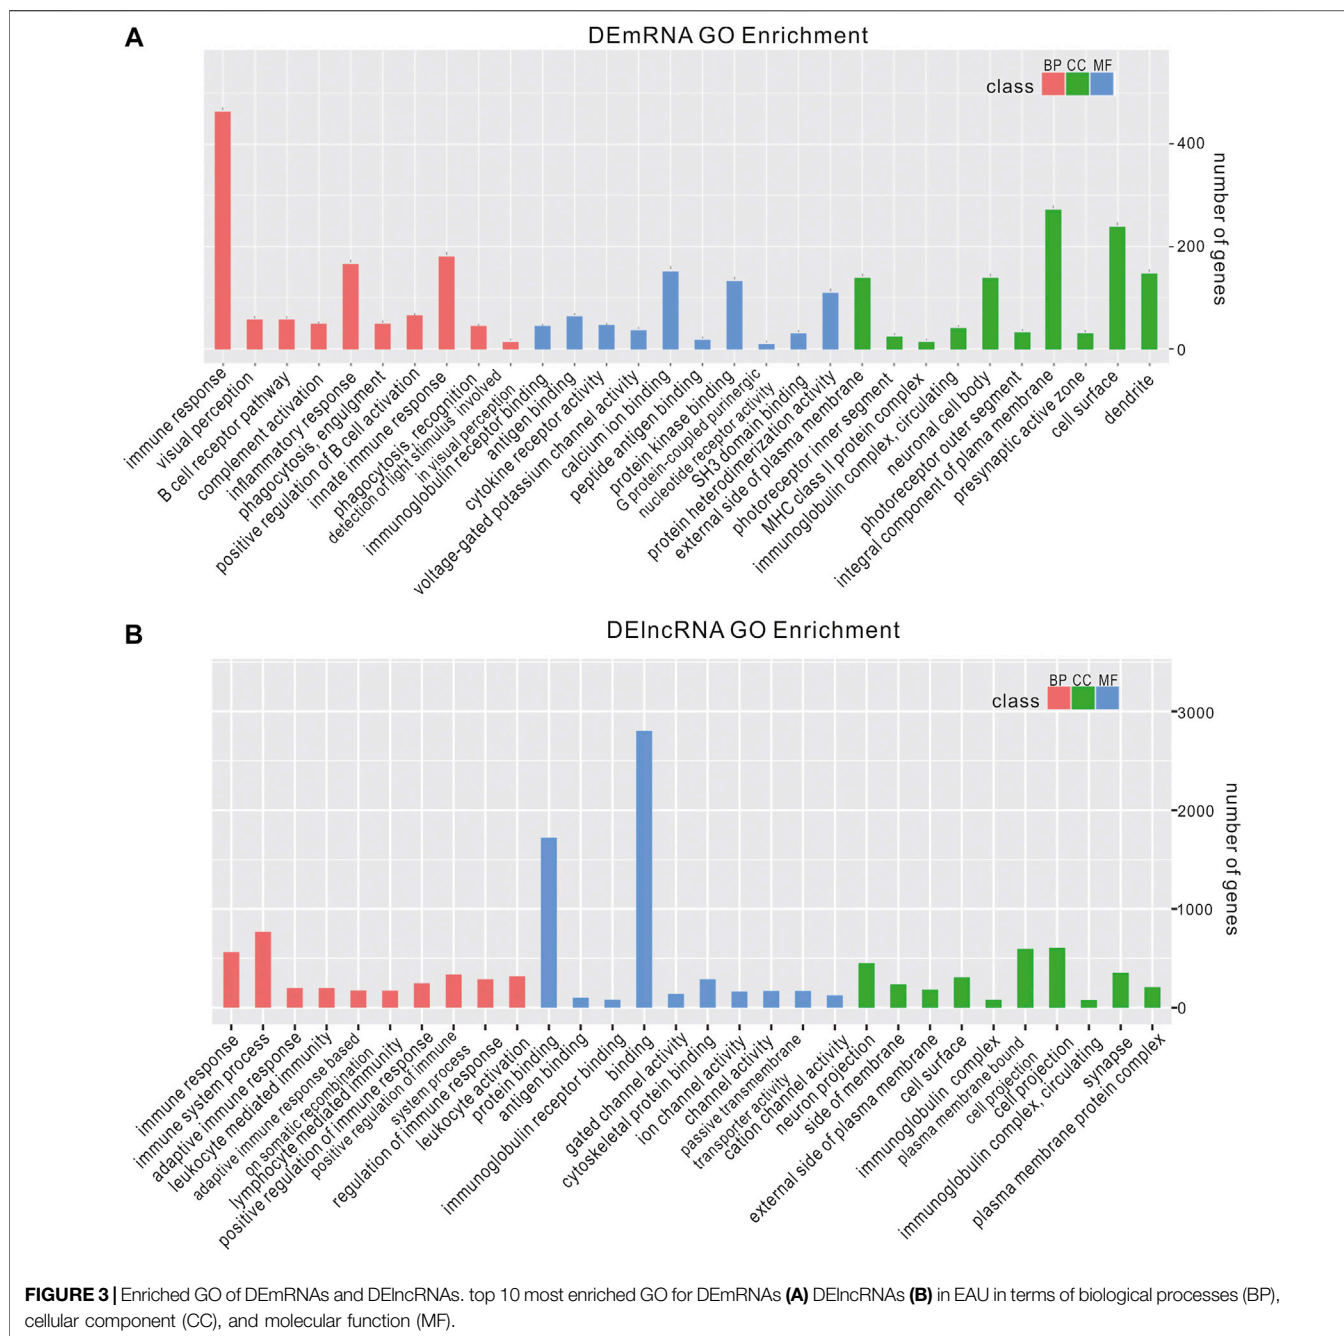 A
DEmRNA GO Enrichment
BP CC MF
class
400
200
0
number of genes
immune response
visual perception
B cell receptor pathway
complement activation
inflammatory response
phagocytosis, engulgment
positive regulation of B cell activation
innate immune response
phagocytosis, recognition
detection of light stimulus involved
in visual perception
immunoglobulin receptor binding
antigen binding
cytokine receptor activity
voltage-gated potassium channel activity
calcium ion binding
peptide antigen binding
protein kinase binding
G protein-coupled purinergic
nucleotide receptor activity
SH3 domain binding
protein heterodimerization activity
external side of plasma membrane
photoreceptor inner segment
MHC class II protein complex
immunoglobulin complex, circulating
neuronal cell body
photoreceptor outer segment
integral component of plasma membrane
presynaptic active zone
cell surface
dendrite
B
DElncRNA GO Enrichment
BP CC MF
class
3000
2000
1000
0
number of genes
immune response
immune system process
adaptive immune response
leukocyte mediated immunity
adaptive immune response based
on somatic recombination
lymphocyte mediated immunity
positive regulation of immune response
positive regulation of immune
system process
regulation of immune response
leukocyte activation
protein binding
antigen binding
immunoglobulin receptor binding
binding
gated channel activity
cytoskeletal protein binding
ion channel activity
channel activity
passive transmembrane
transporter activity
cation channel activity
neuron projection
side of membrane
external side of plasma membrane
cell surface
immunoglobulin complex
plasma membrane bound
cell projection
cell projection
immunoglobulin complex, circulating
synapse
plasma membrane protein complex
FIGURE 3 | Enriched GO of DEmRNAs and DElncRNAs. top 10 most enriched GO for DEmRNAs (A) DElncRNAs (B) in EAU in terms of biological processes (BP),
cellular component (CC), and molecular function (MF).